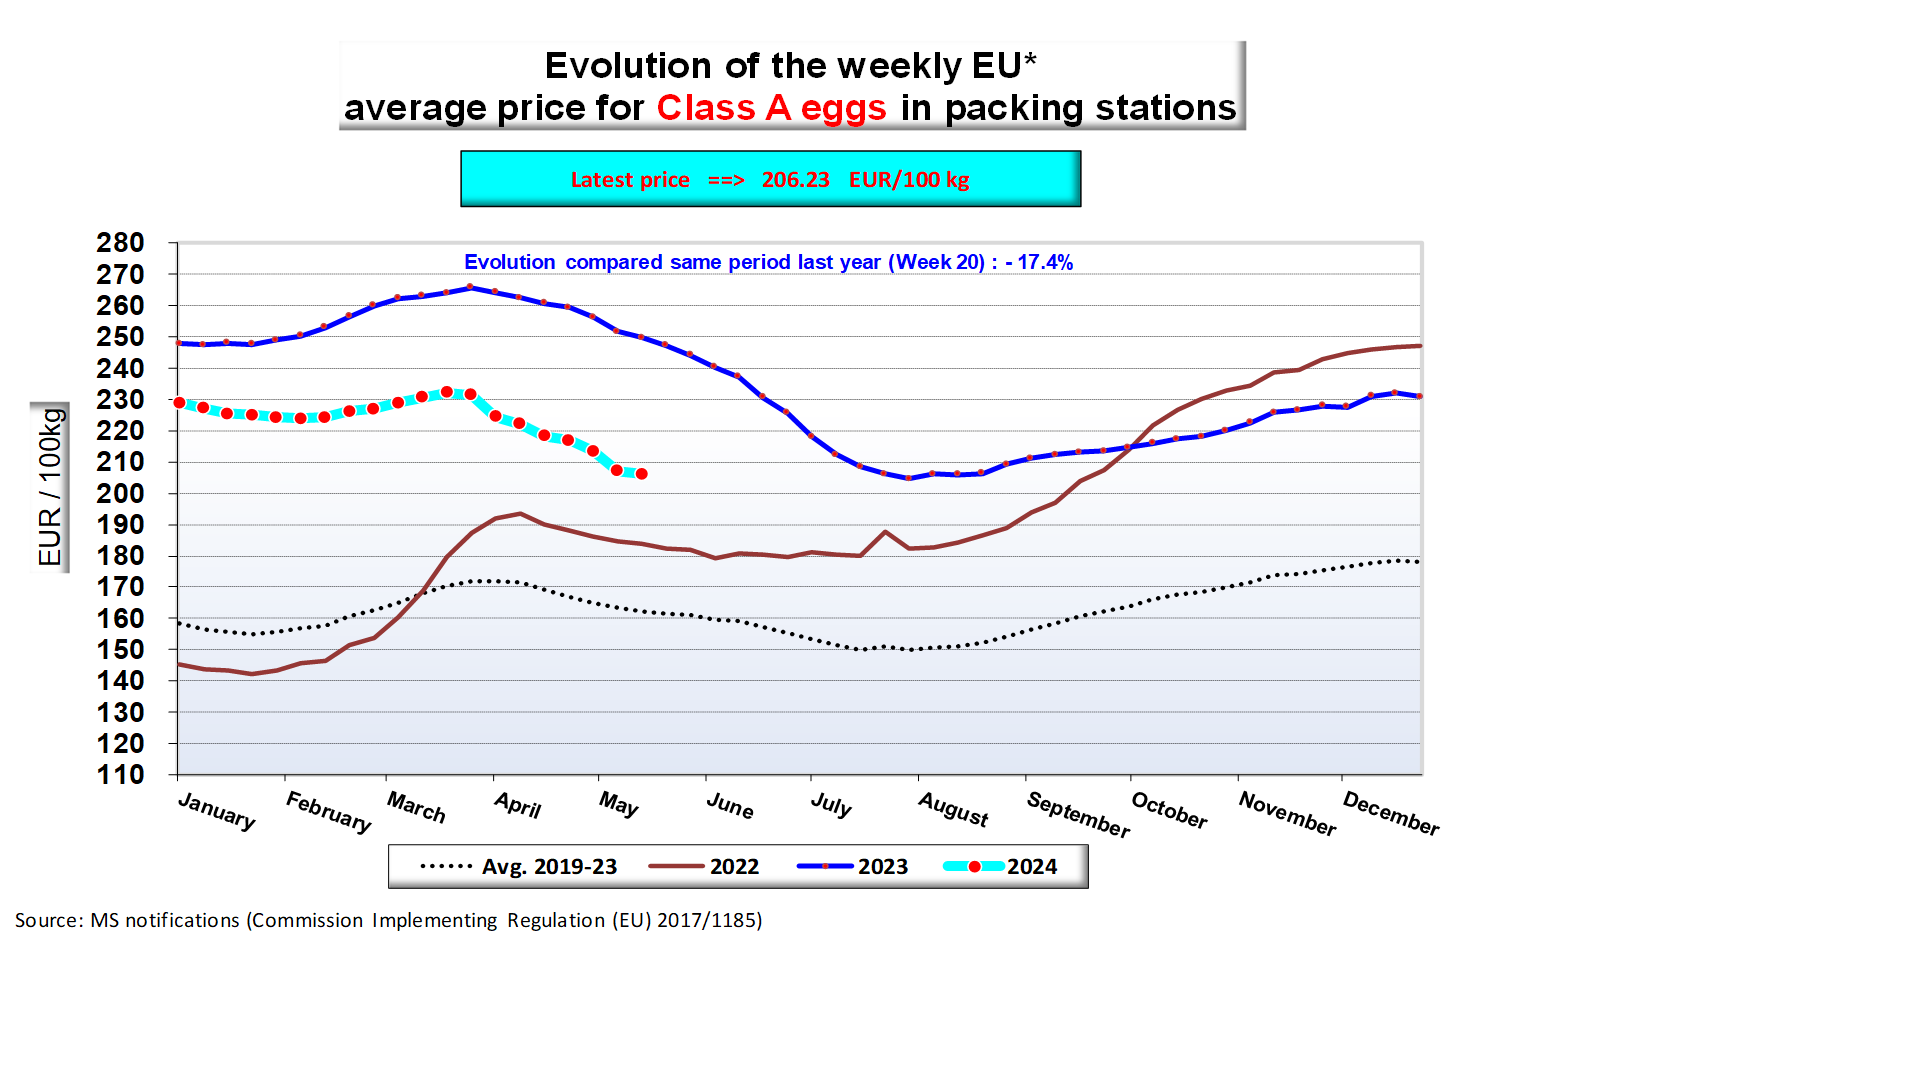 Evolution of the weekly EU*
average price for Class A eggs in packing stations
Latest price ==> 206.23 EUR/100 kg
Evolution compared same period last year (Week 20) : - 17.4%
280
270
260
250
240
230
220
210
200
190
180
170
160
150
140
130
120
110
EUR / 100kg
January February March April May June July August September October November December
Avg. 2019-23 2022 2023 2024
Source: MS notifications (Commission Implementing Regulation (EU) 2017/1185)